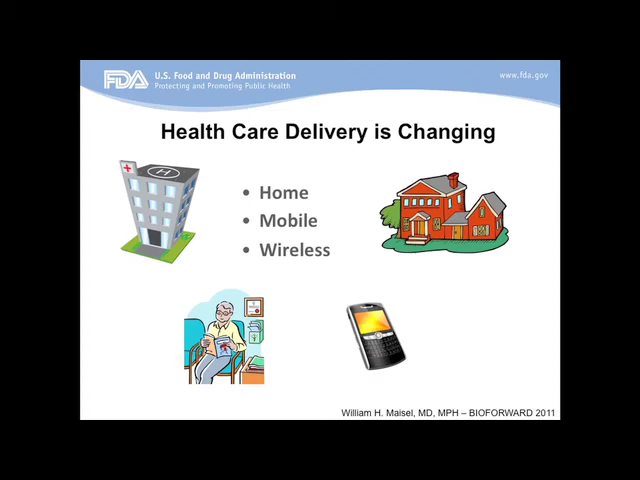 FDA U.S. Food and Drug Administration
Protecting and Promoting Public Health
www.fda.gov
Health Care Delivery is Changing
• Home
• Mobile
• Wireless
H
William H. Maisel, MD, MPH – BIOFORWARD 2011